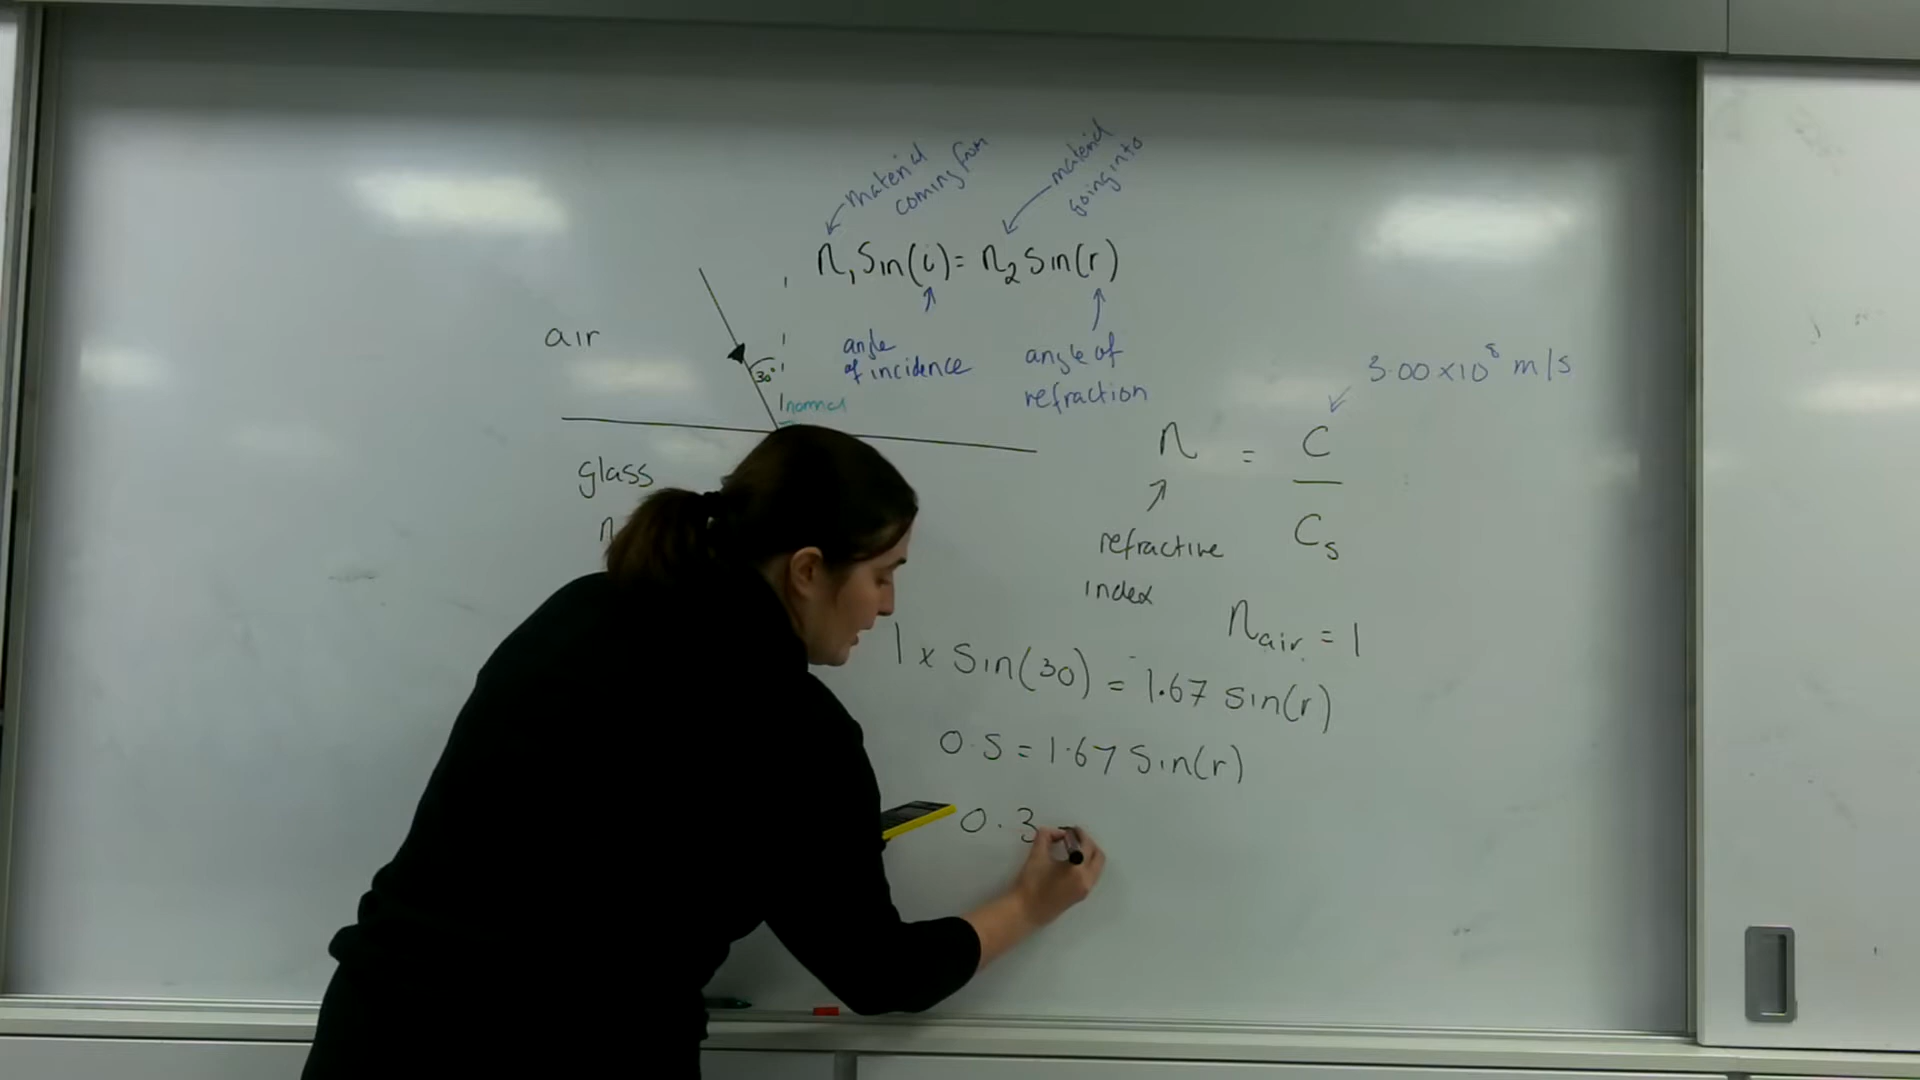 material
coming from
material
going into
n₁ Sin(i) = n₂ Sin(r)
air
angle
of incidence
angle of
refraction
30°
normal
3.00 x 10⁸ m/s
n = C
Cₛ
glass
n
refractive
index
n air = 1
1 x Sin(30) = 1.67 sin(r)
0.5 = 1.67 Sin(r)
0.3